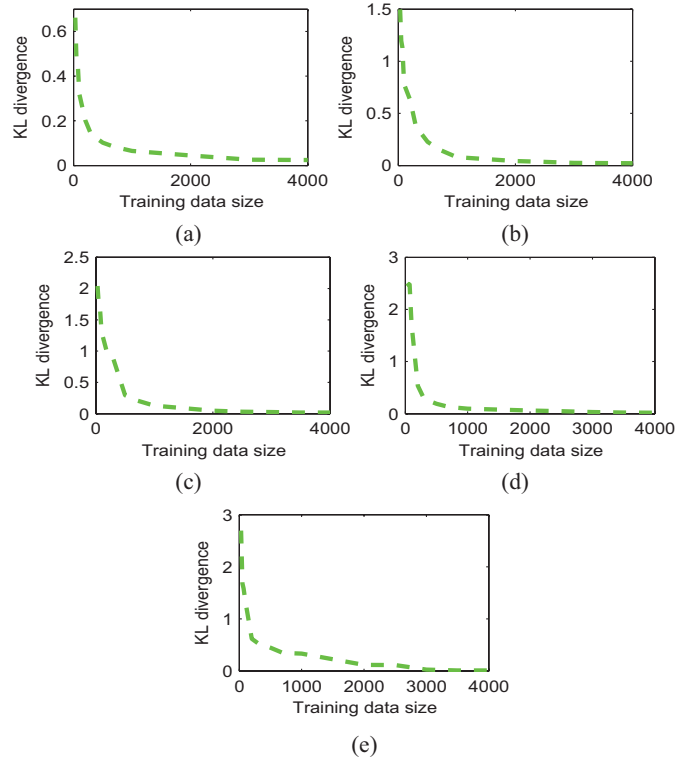 0.6
0.4
0.2
0
KL divergence
0 2000 4000
Training data size
(a)
1.5
1
0.5
0
KL divergence
0 2000 4000
Training data size
(b)
2.5
2
1.5
1
0.5
0
KL divergence
0 2000 4000
Training data size
(c)
3
2
1
0
KL divergence
0 1000 2000 3000 4000
Training data size
(d)
3
2
1
0
KL divergence
0 1000 2000 3000 4000
Training data size
(e)